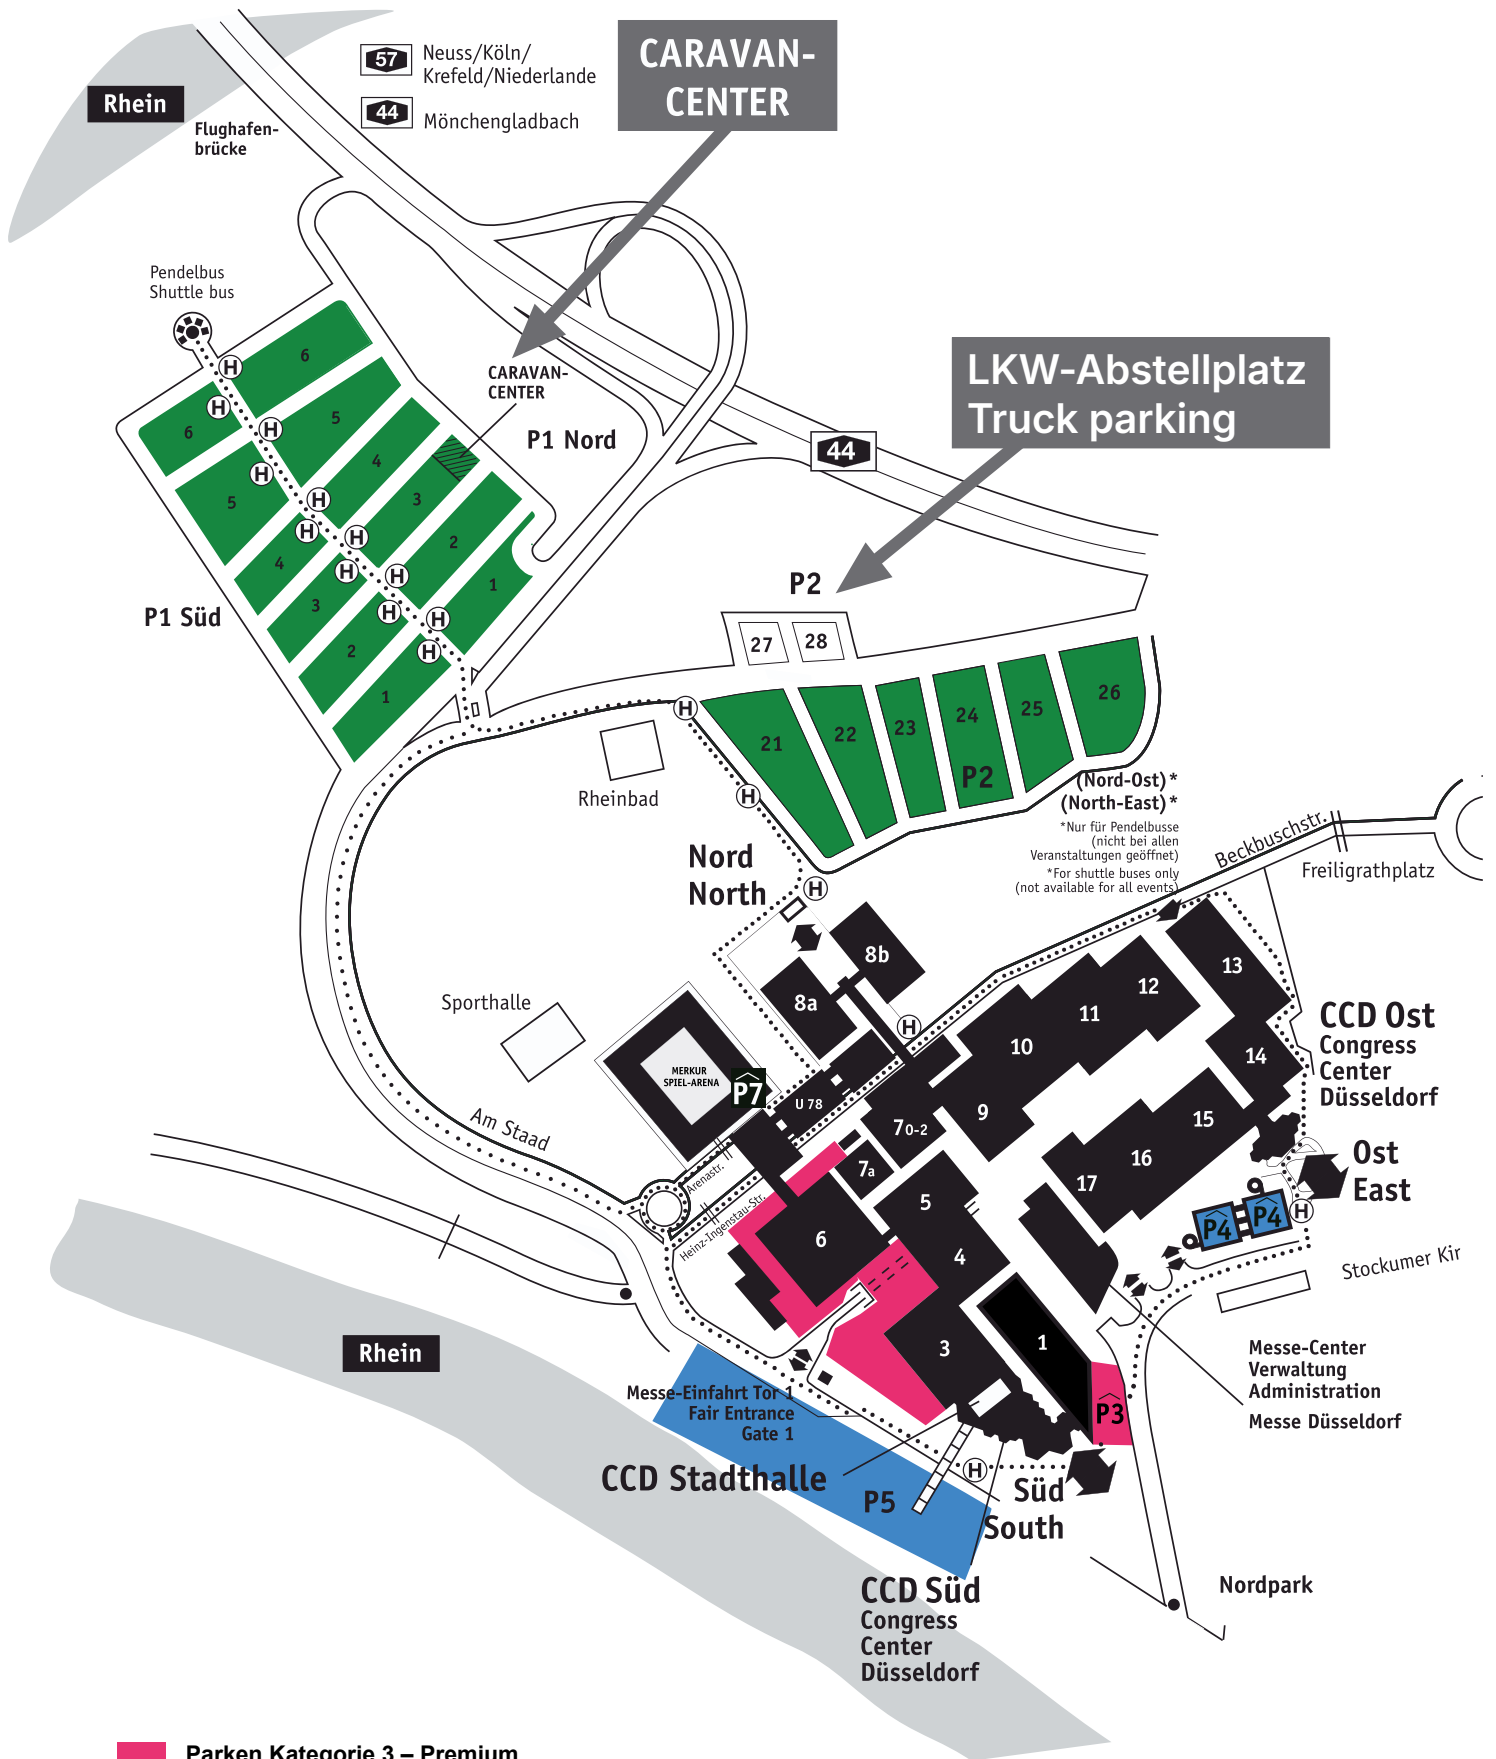 57
Neuss/Köln/
Krefeld/Niederlande
44
Mönchengladbach
CARAVAN-
CENTER
Rhein
Flughafen-
brücke
Pendelbus
Shuttle bus
CARAVAN-
CENTER
P1 Nord
44
LKW-Abstellplatz
Truck parking
6
6
5
5
4
4
3
3
2
2
1
1
H
H
H
H
H
H
H
H
H
H
H
H
P1 Süd
P2
27
28
21
22
23
24
25
26
P2
H
H
H
Rheinbad
(Nord-Ost)*
(North-East)*
*Nur für Pendelbusse
(nicht bei allen
Veranstaltungen geöffnet)
*For shuttle buses only
(not available for all events)
Nord
North
Beckbuschstr.
Freiligrathplatz
8b
8a
H
13
12
11
10
9
14
15
16
17
CCD Ost
Congress
Center
Düsseldorf
Sporthalle
MERKUR
SPIEL-ARENA
P7
U 78
70-2
7a
Am Staad
Arenastr.
Heinz-Ingenstau-Str.
5
6
4
3
1
Ost
East
P4
P4
H
Stockumer Kir
Rhein
Messe-Center
Verwaltung
Administration
Messe Düsseldorf
P3
Messe-Einfahrt Tor 1
Fair Entrance
Gate 1
CCD Stadthalle
P5
H
Süd
South
CCD Süd
Congress
Center
Düsseldorf
Nordpark
Parken Kategorie 3 – Premium